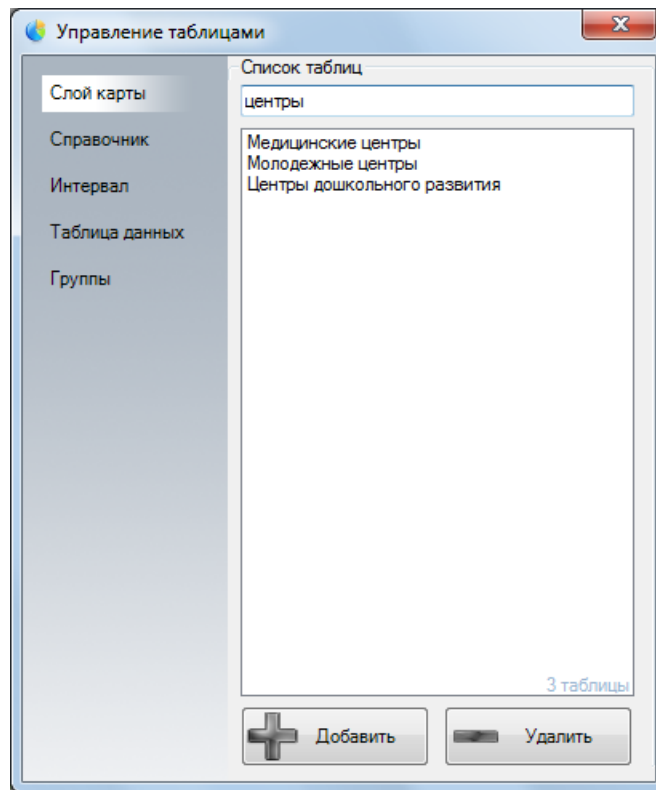 Управление таблицами
Слой карты
Справочник
Интервал
Таблица данных
Группы
Список таблиц
центры
Медицинские центры
Молодежные центры
Центры дошкольного развития
3 таблицы
Добавить
Удалить